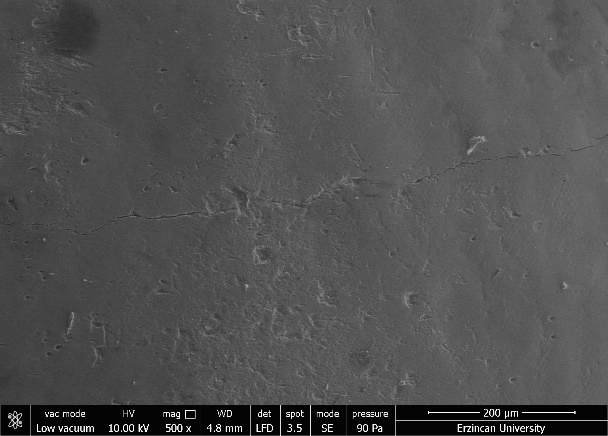 vac mode HV mag WD det spot mode pressure 200 μm
Low vacuum 10.00 kV 500 x 4.8 mm LFD 3.5 SE 90 Pa Erzincan University